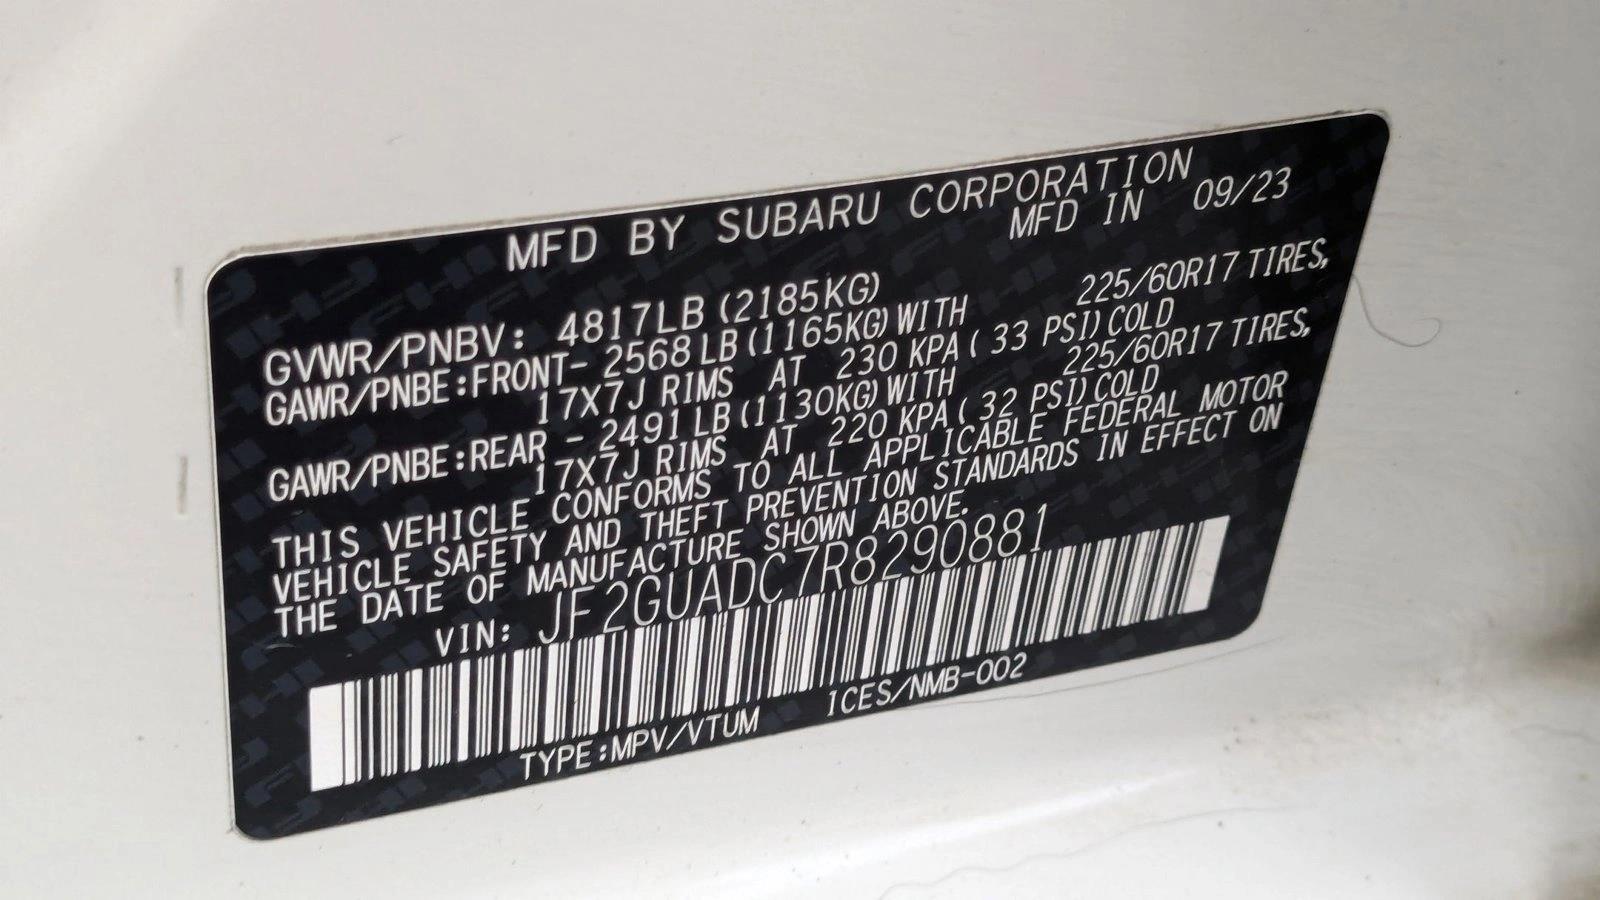 MFD BY SUBARU CORPORATION
MFD IN 09/23
GVWR/PNBV: 4817LB (2185KG)
GAWR/PNBE:FRONT- 2568LB (1165KG) WITH 225/60R17 TIRES,
17X7J RIMS AT 230 KPA ( 33 PSI) COLD
GAWR/PNBE:REAR - 2491LB (1130KG) WITH 225/60R17 TIRES,
17X7J RIMS AT 220 KPA ( 32 PSI) COLD
THIS VEHICLE CONFORMS TO ALL APPLICABLE FEDERAL MOTOR
VEHICLE SAFETY AND THEFT PREVENTION STANDARDS IN EFFECT ON
THE DATE OF MANUFACTURE SHOWN ABOVE.
VIN: JF2GUADC7R8290881
TYPE:MPV/VTUM ICES/NMB-002